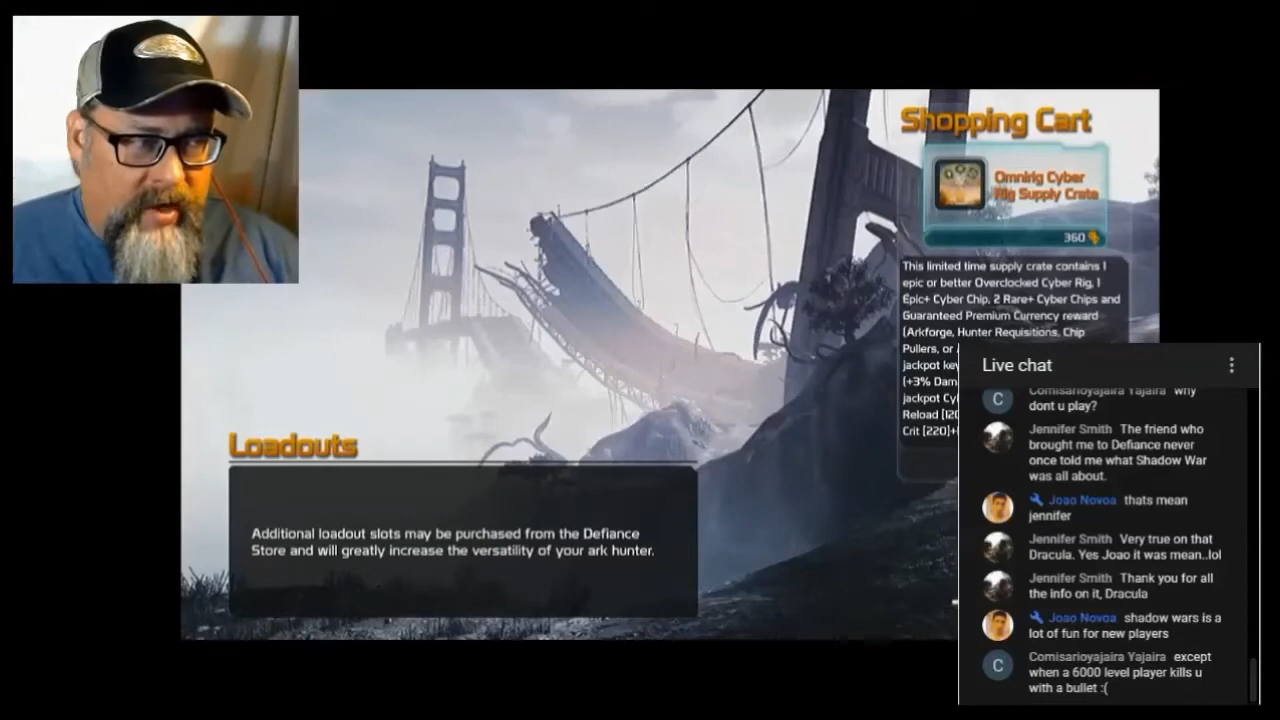 Shopping Cart
Omnirig Cyber
Rig Supply Crate
360
This limited time supply crate contains 1
epic or better Overclocked Cyber Rig, 1
Epic+ Cyber Chip, 2 Rare+ Cyber Chips and
Guaranteed Premium Currency reward
(Arkforge, Hunter Requisitions, Chip
Pullers, or
jackpot key
(+3% Dam
jackpot Cy
Reload [120
Crit [220]+
Loadouts
Additional loadout slots may be purchased from the Defiance
Store and will greatly increase the versatility of your ark hunter.
Live chat
C
Comisarioyajaira Yajaira why
dont u play?
Jennifer Smith The friend who
brought me to Defiance never
once told me what Shadow War
was all about.
Joao Novoa thats mean
jennifer
Jennifer Smith Very true on that
Dracula. Yes Joao it was mean..lol
Jennifer Smith Thank you for all
the info on it, Dracula
Joao Novoa shadow wars is a
lot of fun for new players
C
Comisarioyajaira Yajaira except
when a 6000 level player kills u
with a bullet :(